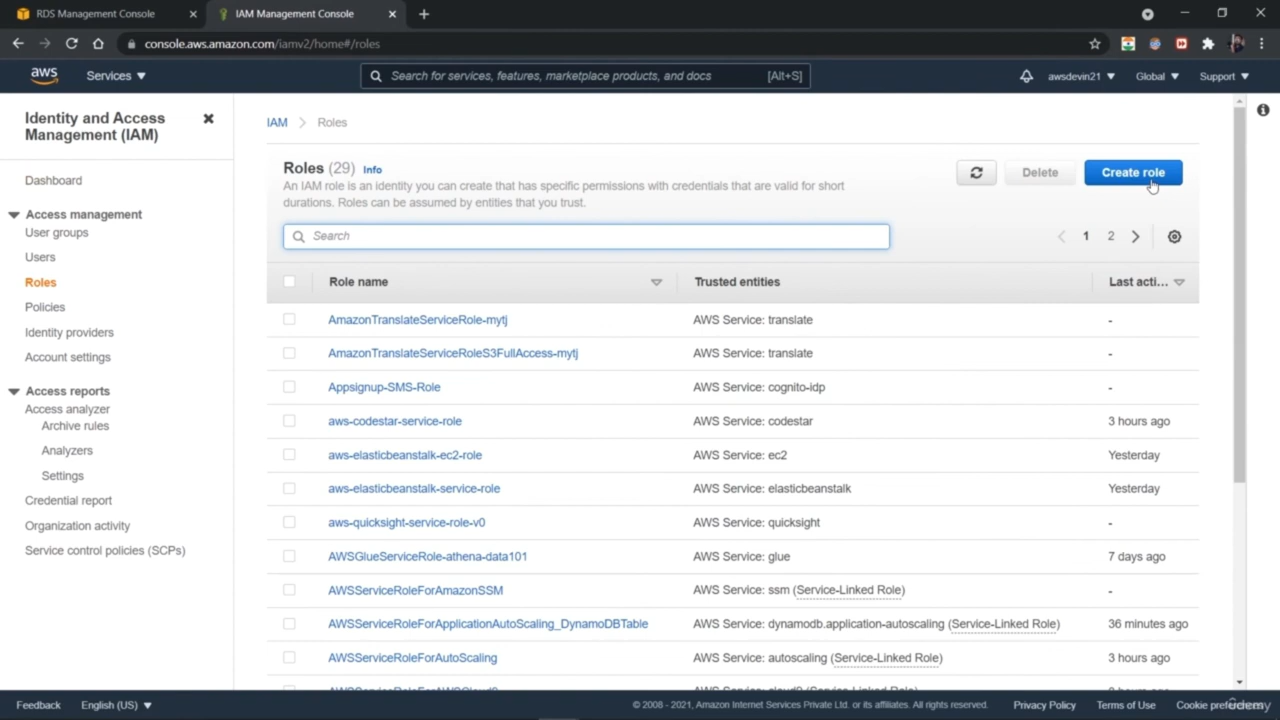 RDS Management Console
IAM Management Console
console.aws.amazon.com/iamv2/home#/roles
aws
Services
Search for services, features, marketplace products, and docs
[Alt+S]
awsdevin21
Global
Support
Identity and Access
Management (IAM)
Dashboard
Access management
User groups
Users
Roles
Policies
Identity providers
Account settings
Access reports
Access analyzer
Archive rules
Analyzers
Settings
Credential report
Organization activity
Service control policies (SCPs)
IAM > Roles
Roles (29) Info
An IAM role is an identity you can create that has specific permissions with credentials that are valid for short
durations. Roles can be assumed by entities that you trust.
Delete
Create role
Search
1 2
Role name Trusted entities Last acti...
AmazonTranslateServiceRole-mytj AWS Service: translate -
AmazonTranslateServiceRoleS3FullAccess-mytj AWS Service: translate -
Appsignup-SMS-Role AWS Service: cognito-idp -
aws-codestar-service-role AWS Service: codestar 3 hours ago
aws-elasticbeanstalk-ec2-role AWS Service: ec2 Yesterday
aws-elasticbeanstalk-service-role AWS Service: elasticbeanstalk Yesterday
aws-quicksight-service-role-v0 AWS Service: quicksight -
AWSGlueServiceRole-athena-data101 AWS Service: glue 7 days ago
AWSServiceRoleForAmazonSSM AWS Service: ssm (Service-Linked Role) -
AWSServiceRoleForApplicationAutoScaling_DynamoDBTable AWS Service: dynamodb.application-autoscaling (Service-Linked Role) 36 minutes ago
AWSServiceRoleForAutoScaling AWS Service: autoscaling (Service-Linked Role) 3 hours ago
Feedback
English (US)
© 2008 - 2021, Amazon Internet Services Private Ltd. or its affiliates. All rights reserved.
Privacy Policy
Terms of Use
Cookie preferences
Udemy